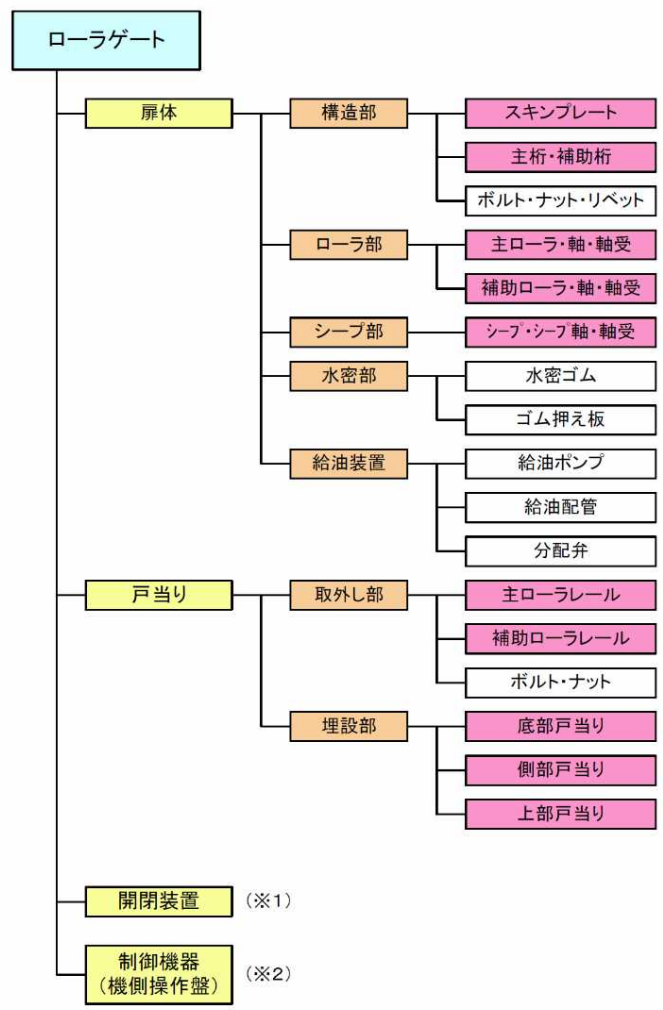 ローラゲート
扉体
構造部
スキンプレート
主桁・補助桁
ボルト・ナット・リベット
ローラ部
主ローラ・軸・軸受
補助ローラ・軸・軸受
シーブ部
シーブ・シーブ軸・軸受
水密部
水密ゴム
ゴム押え板
給油装置
給油ポンプ
給油配管
分配弁
戸当り
取外し部
主ローラレール
補助ローラレール
ボルト・ナット
埋設部
底部戸当り
側部戸当り
上部戸当り
開閉装置 (※1)
制御機器
(機側操作盤) (※2)